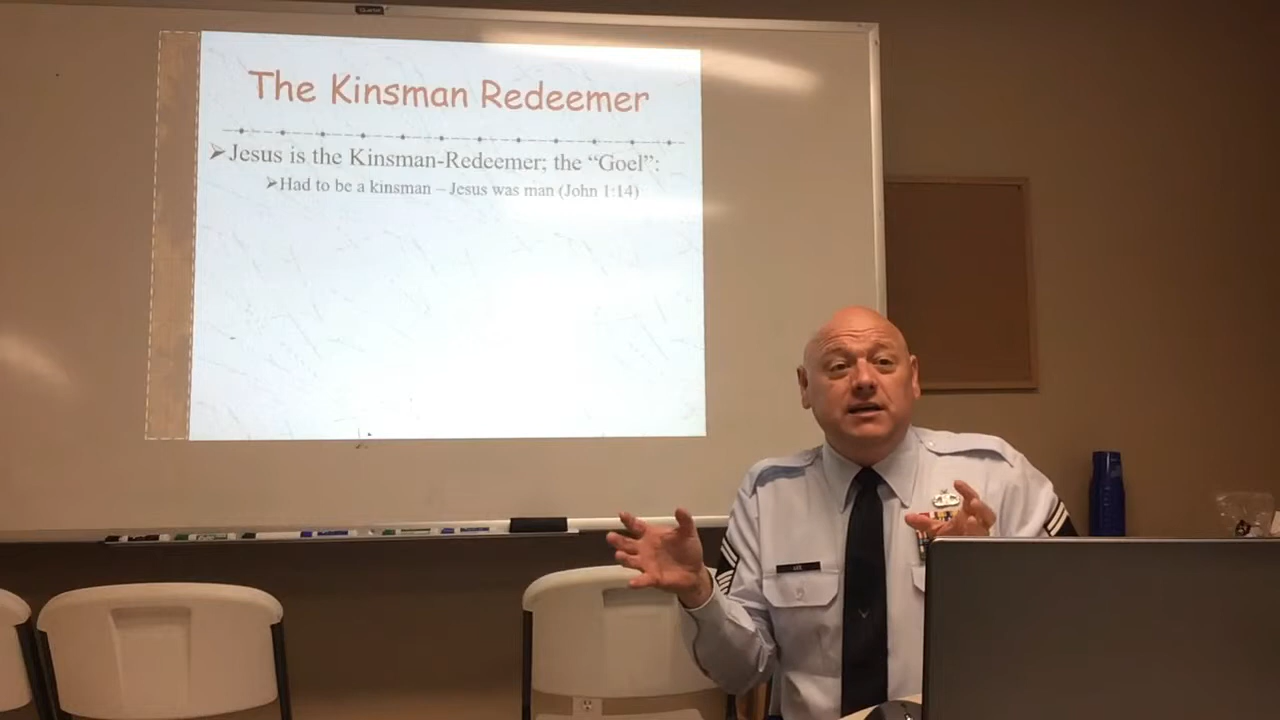 The Kinsman Redeemer
➢Jesus is the Kinsman-Redeemer; the “Goel”:
➢Had to be a kinsman – Jesus was man (John 1:14)